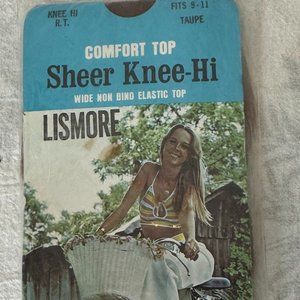 KNEE HI
R.T.
FITS 9-11
TAUPE
COMFORT TOP
Sheer Knee-Hi
WIDE NON BIND ELASTIC TOP
LISMORE